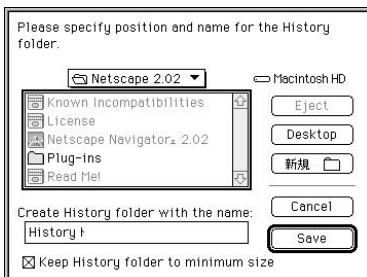 Please specify position and name for the History
folder.
Netscape 2.02
Macintosh HD
Known Incompatibilities
License
Netscape Navigator™ 2.02
Plug-ins
Read Me!
Eject
Desktop
新規
Create History folder with the name:
History
Cancel
Save
Keep History folder to minimum size